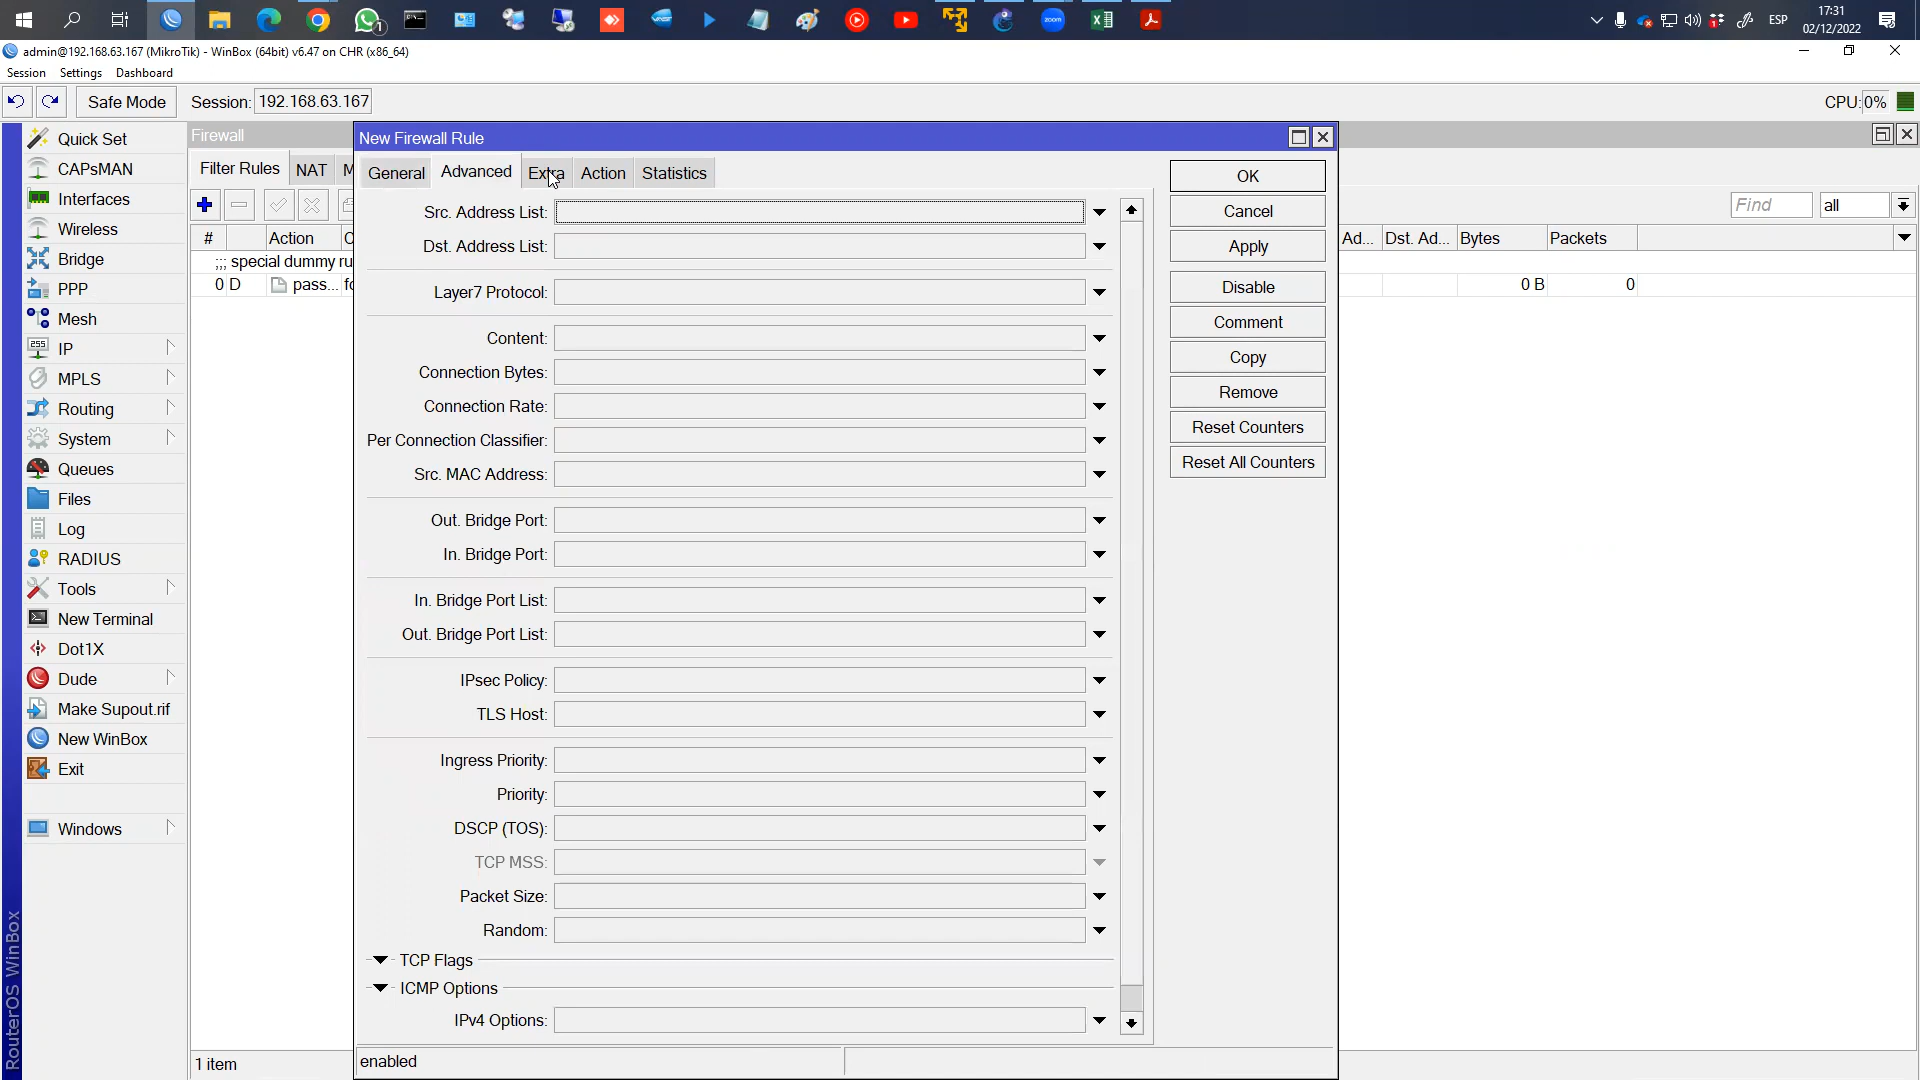 1
ESP
17:31
02/12/2022
admin@192.168.63.167 (MikroTik) - WinBox (64bit) v6.47 on CHR (x86_64)
Session Settings Dashboard
Safe Mode Session: 192.168.63.167 CPU: 0%
Quick Set
CAPsMAN
Interfaces
Wireless
Bridge
PPP
Mesh
IP
MPLS
Routing
System
Queues
Files
Log
RADIUS
Tools
New Terminal
Dot1X
Dude
Make Supout.rif
New WinBox
Exit
Windows
RouterOS WinBox
Firewall
Filter Rules NAT M
Find all
# Action C Ad... Dst. Ad... Bytes Packets
;;; special dummy ru
0 D pass... fo 0 B 0
1 item
New Firewall Rule
General Advanced Extra Action Statistics
Src. Address List:
Dst. Address List:
Layer7 Protocol:
Content:
Connection Bytes:
Connection Rate:
Per Connection Classifier:
Src. MAC Address:
Out. Bridge Port:
In. Bridge Port:
In. Bridge Port List:
Out. Bridge Port List:
IPsec Policy:
TLS Host:
Ingress Priority:
Priority:
DSCP (TOS):
TCP MSS:
Packet Size:
Random:
TCP Flags
ICMP Options
IPv4 Options:
enabled
OK
Cancel
Apply
Disable
Comment
Copy
Remove
Reset Counters
Reset All Counters